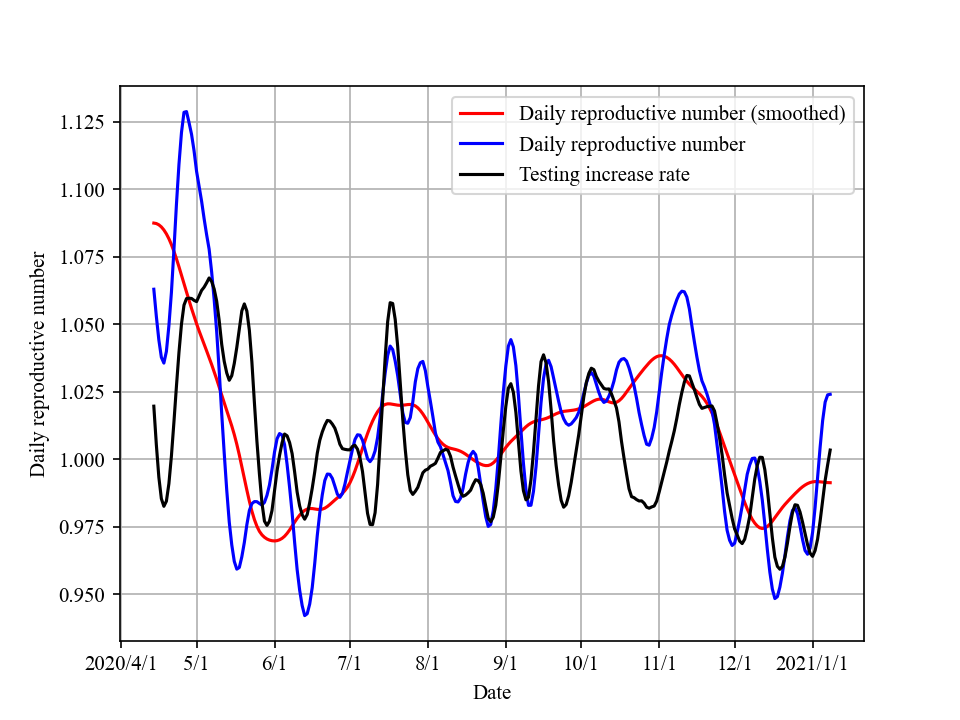 Daily reproductive number (smoothed)
Daily reproductive number
Testing increase rate
Daily reproductive number
1.125
1.100
1.075
1.050
1.025
1.000
0.975
0.950
2020/4/1 5/1 6/1 7/1 8/1 9/1 10/1 11/1 12/1 2021/1/1
Date